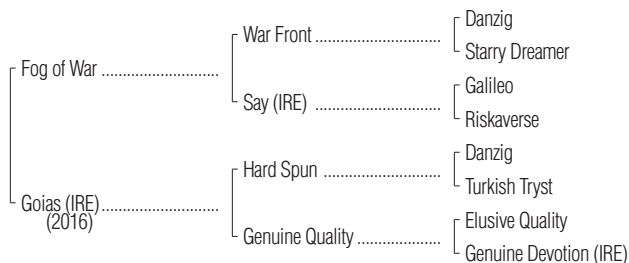 Danzig
War Front
Starry Dreamer
Fog of War
Galileo
Say (IRE)
Riskaverse
Danzig
Hard Spun
Turkish Tryst
Goias (IRE)
(2016)
Elusive Quality
Genuine Quality
Genuine Devotion (IRE)